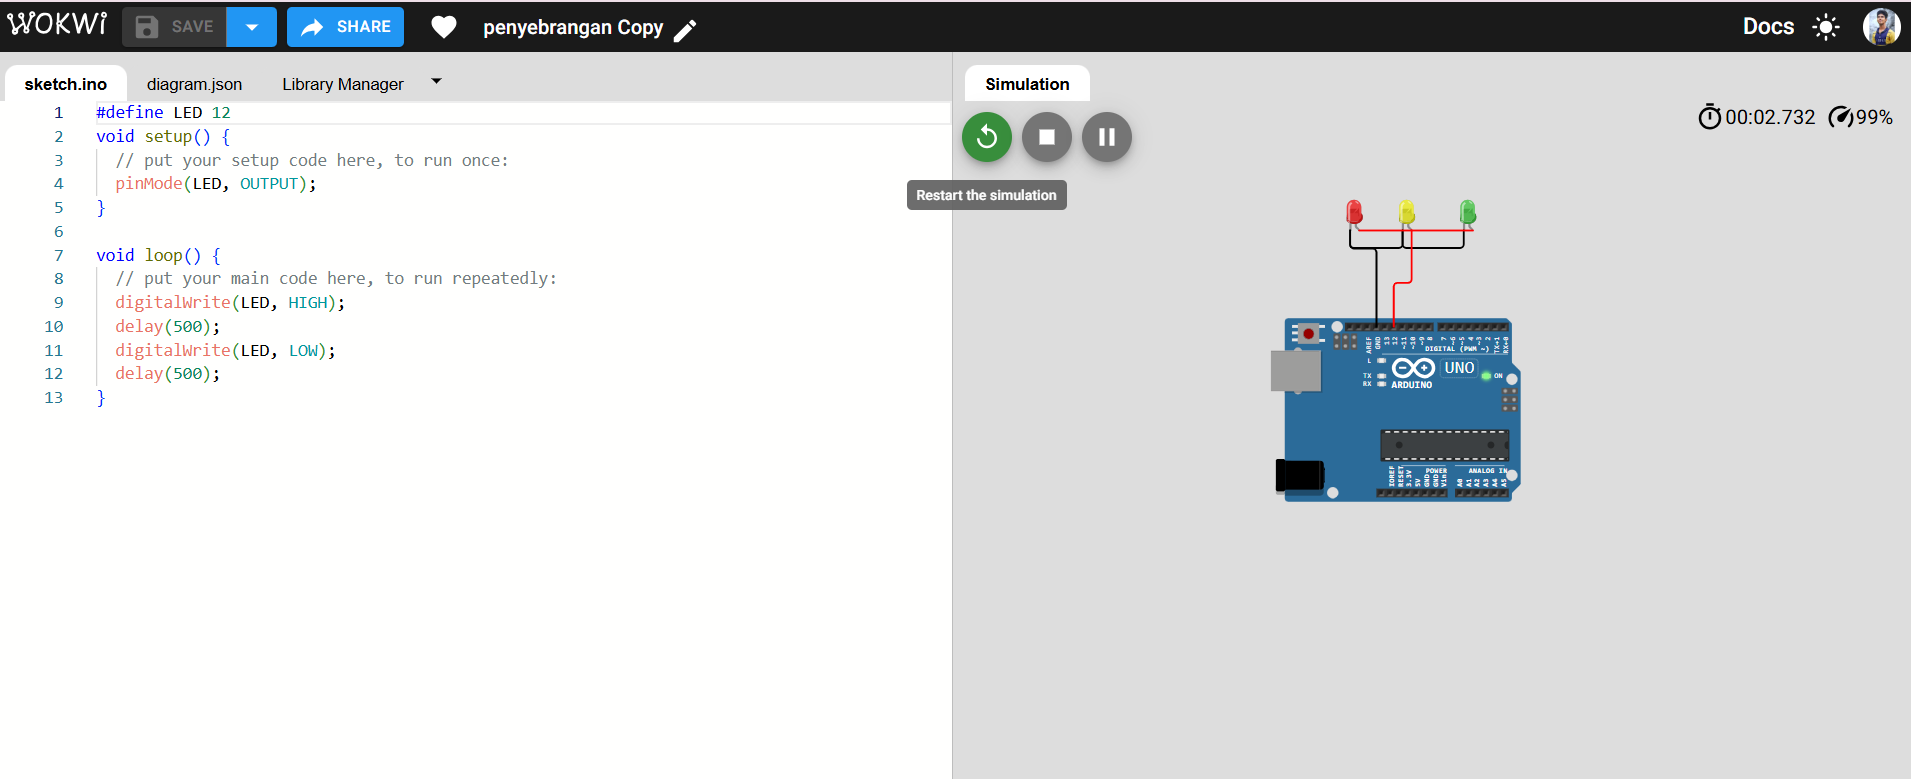 WOKWI
SAVE
SHARE
penyebrangan Copy
Docs
sketch.ino
diagram.json
Library Manager
Simulation
00:02.732
99%
Restart the simulation
1 #define LED 12
2 void setup() {
3 // put your setup code here, to run once:
4 pinMode(LED, OUTPUT);
5 }
6
7 void loop() {
8 // put your main code here, to run repeatedly:
9 digitalWrite(LED, HIGH);
10 delay(500);
11 digitalWrite(LED, LOW);
12 delay(500);
13 }
AREF
GND
13
12
~11
~10
~9
8
7
~6
~5
4
~3
2
TX→1
RX←0
DIGITAL (PWM ~)
L
TX
RX
UNO
ON
ARDUINO
IOREF
RESET
3.3V
5V
GND
GND
Vin
POWER
ANALOG IN
A0
A1
A2
A3
A4
A5